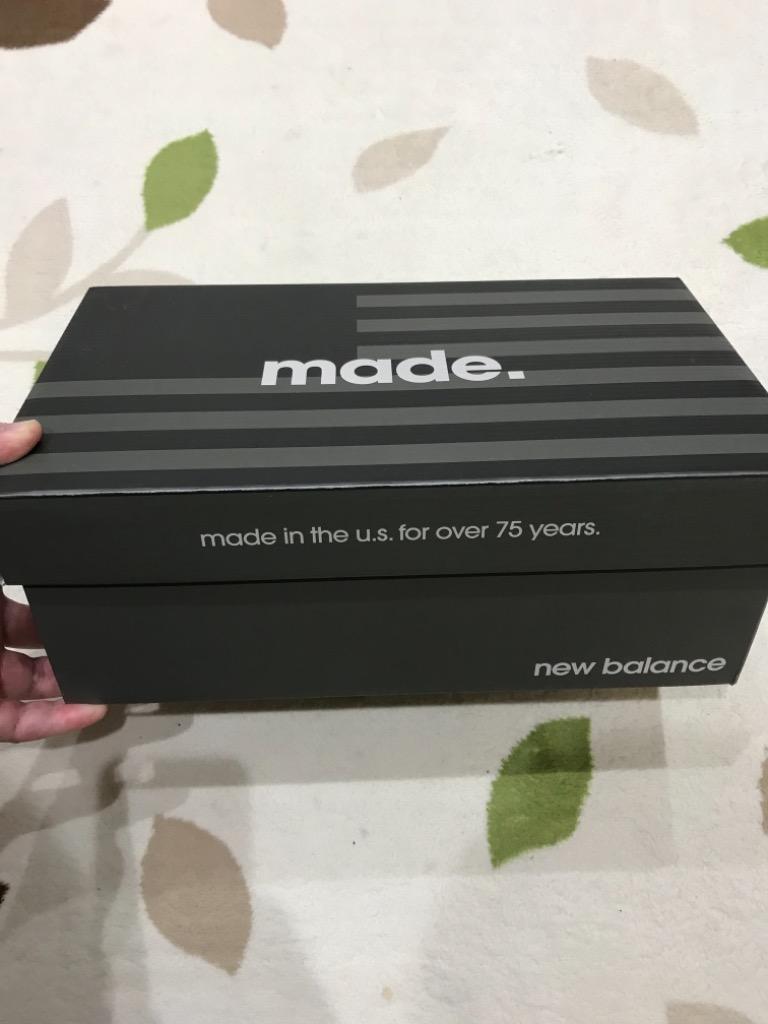 made.
made in the u.s. for over 75 years.
new balance